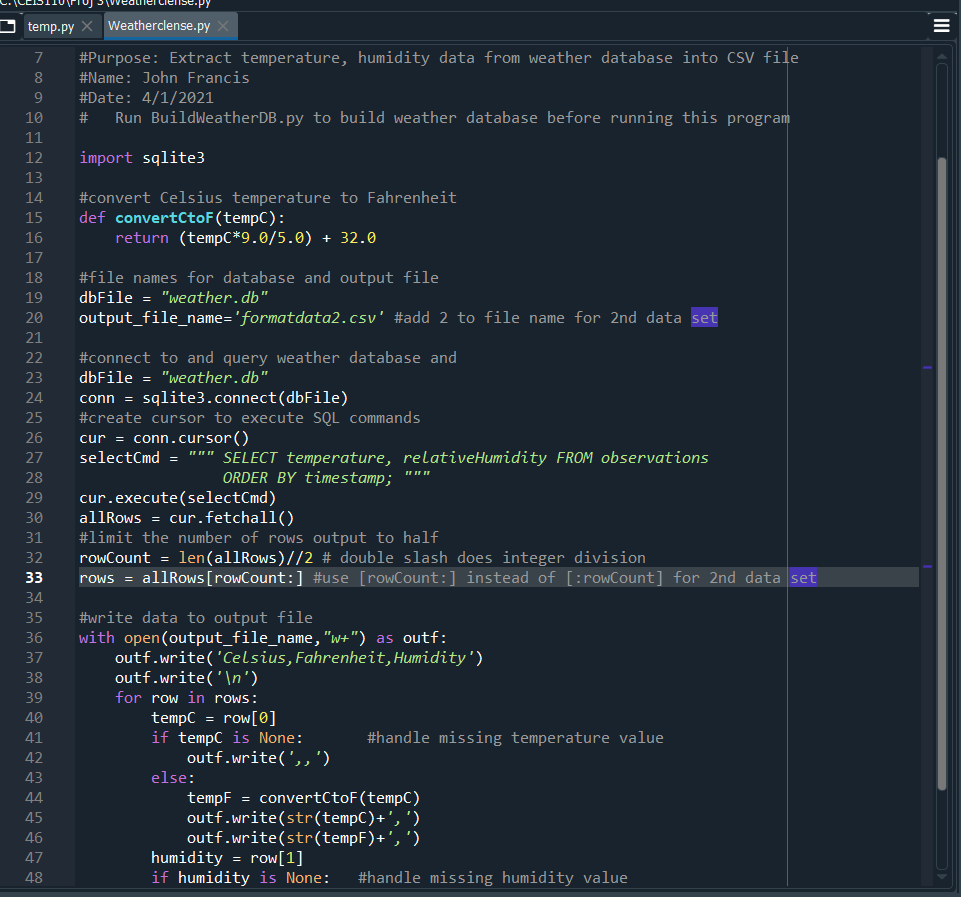 C:\CEIS110\Proj 3\Weatherclense.py
temp.py
Weatherclense.py
7 #Purpose: Extract temperature, humidity data from weather database into CSV file
8 #Name: John Francis
9 #Date: 4/1/2021
10 #   Run BuildWeatherDB.py to build weather database before running this program
11
12 import sqlite3
13
14 #convert Celsius temperature to Fahrenheit
15 def convertCtoF(tempC):
16     return (tempC*9.0/5.0) + 32.0
17
18 #file names for database and output file
19 dbFile = "weather.db"
20 output_file_name='formatdata2.csv' #add 2 to file name for 2nd data set
21
22 #connect to and query weather database and
23 dbFile = "weather.db"
24 conn = sqlite3.connect(dbFile)
25 #create cursor to execute SQL commands
26 cur = conn.cursor()
27 selectCmd = """ SELECT temperature, relativeHumidity FROM observations
28                 ORDER BY timestamp; """
29 cur.execute(selectCmd)
30 allRows = cur.fetchall()
31 #limit the number of rows output to half
32 rowCount = len(allRows)//2 # double slash does integer division
33 rows = allRows[rowCount:] #use [rowCount:] instead of [:rowCount] for 2nd data set
34
35 #write data to output file
36 with open(output_file_name,"w+") as outf:
37     outf.write('Celsius,Fahrenheit,Humidity')
38     outf.write('\n')
39     for row in rows:
40         tempC = row[0]
41         if tempC is None:       #handle missing temperature value
42             outf.write(',,')
43         else:
44             tempF = convertCtoF(tempC)
45             outf.write(str(tempC)+',')
46             outf.write(str(tempF)+',')
47         humidity = row[1]
48         if humidity is None:   #handle missing humidity value